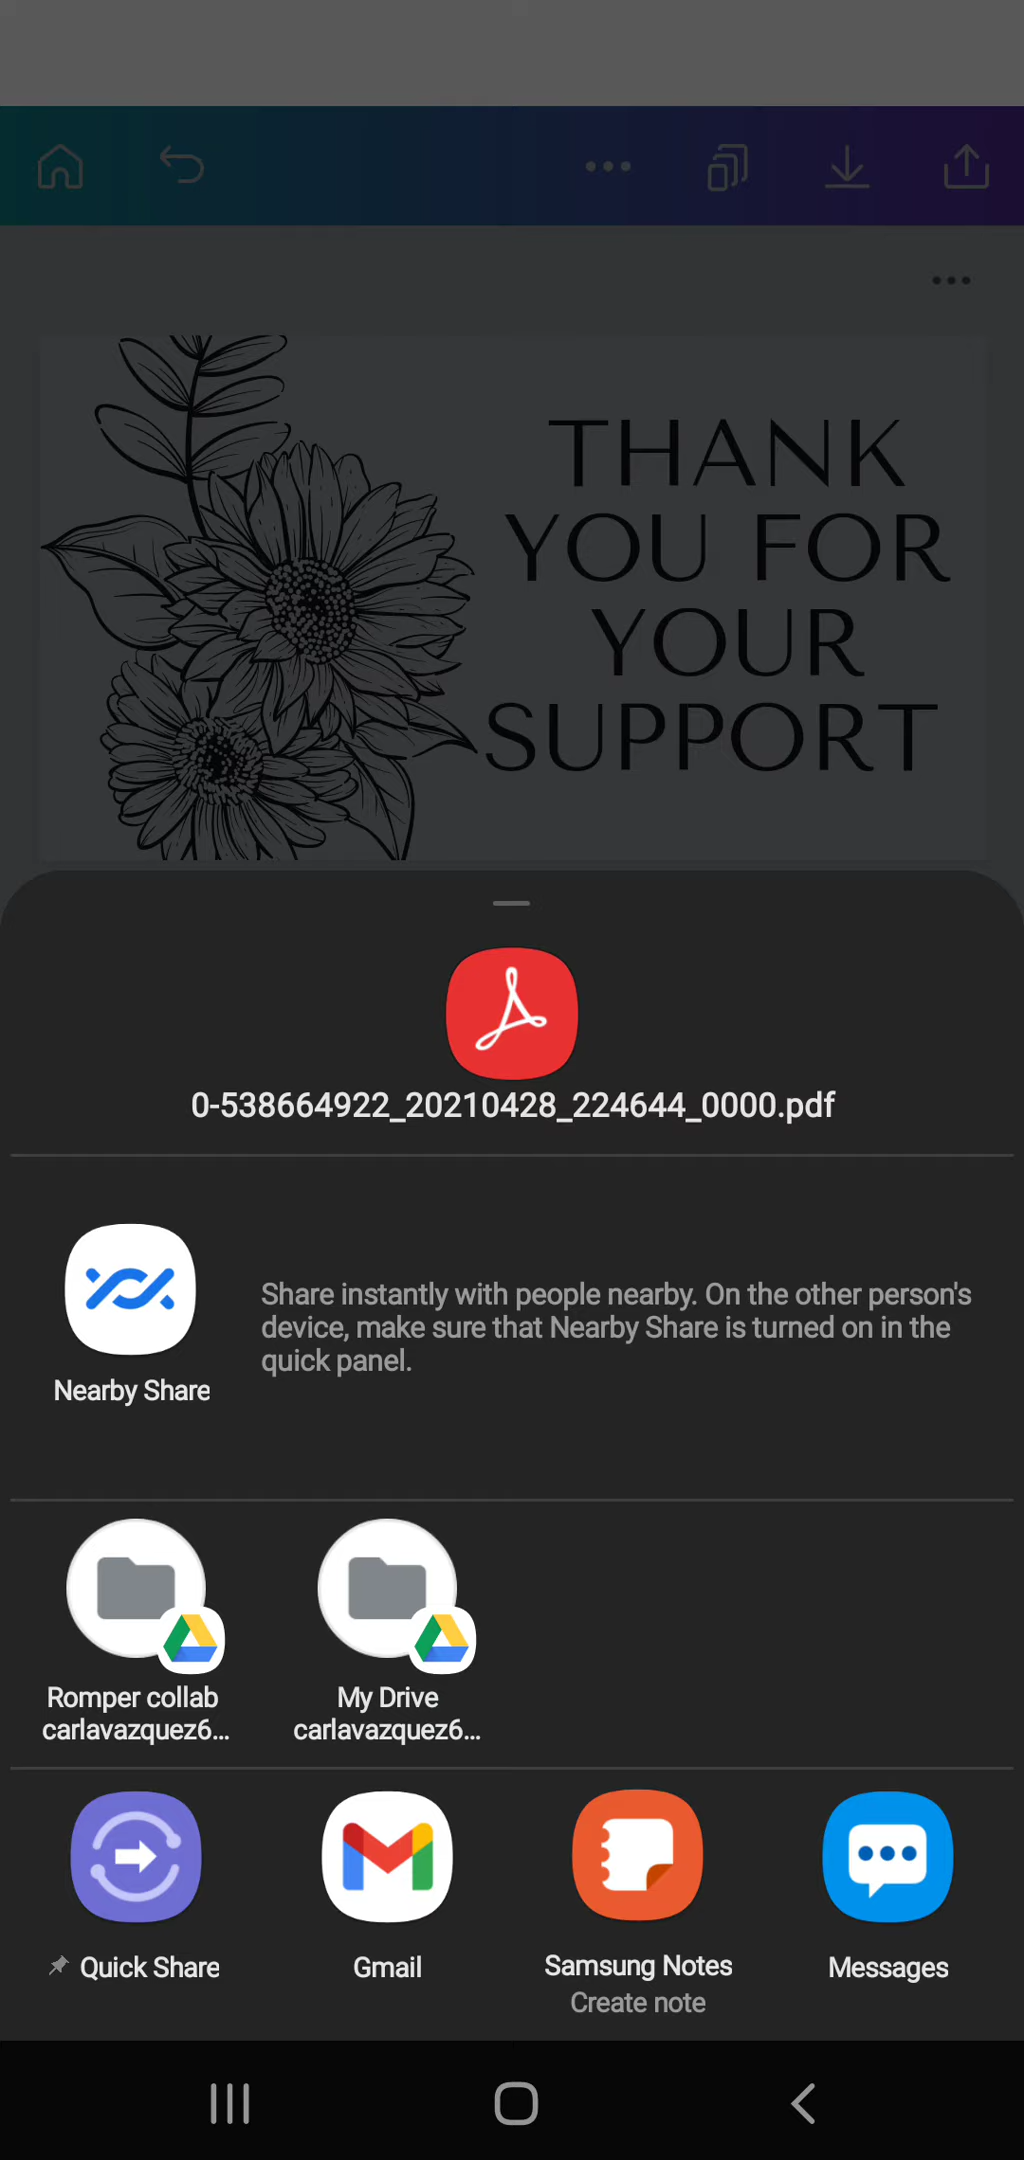 THANK
YOU FOR
YOUR
SUPPORT
0-538664922_20210428_224644_0000.pdf
Share instantly with people nearby. On the other person's
device, make sure that Nearby Share is turned on in the
quick panel.
Nearby Share
Romper collab
carlavazquez6...
My Drive
carlavazquez6...
Quick Share
Gmail
Samsung Notes
Create note
Messages